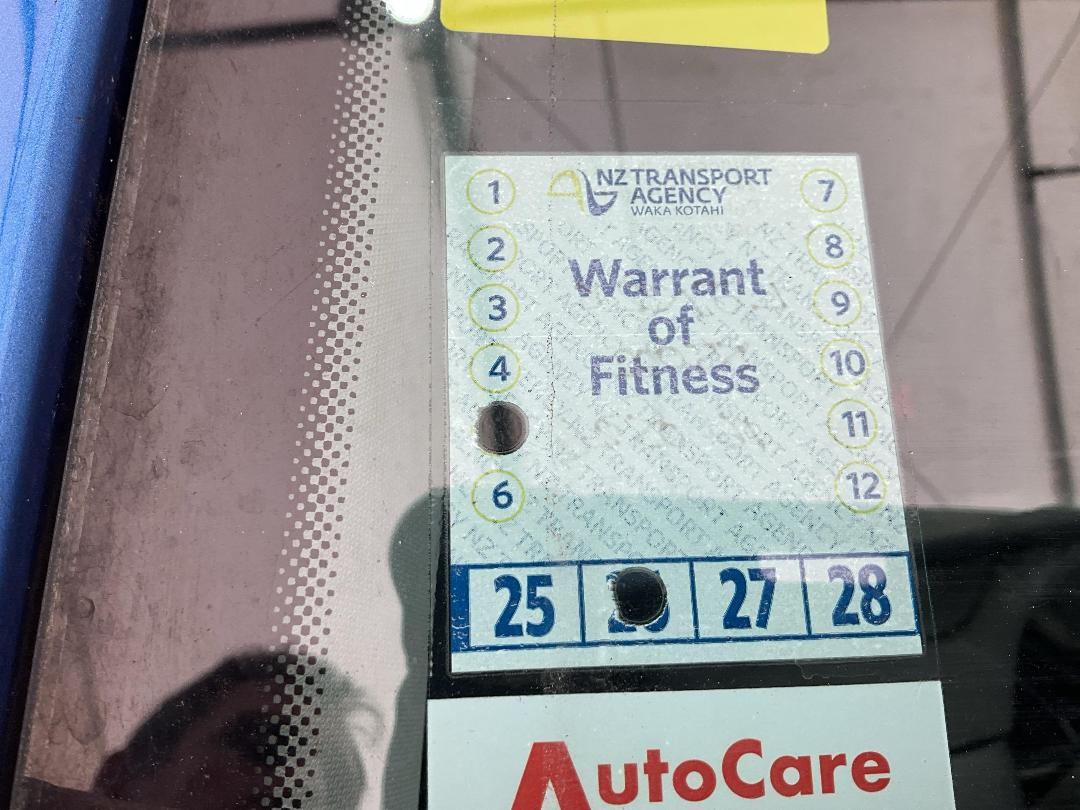 NZ TRANSPORT
AGENCY
WAKA KOTAHI
Warrant
of
Fitness
1
2
3
4
6
7
8
9
10
11
12
25 27 28
AutoCare